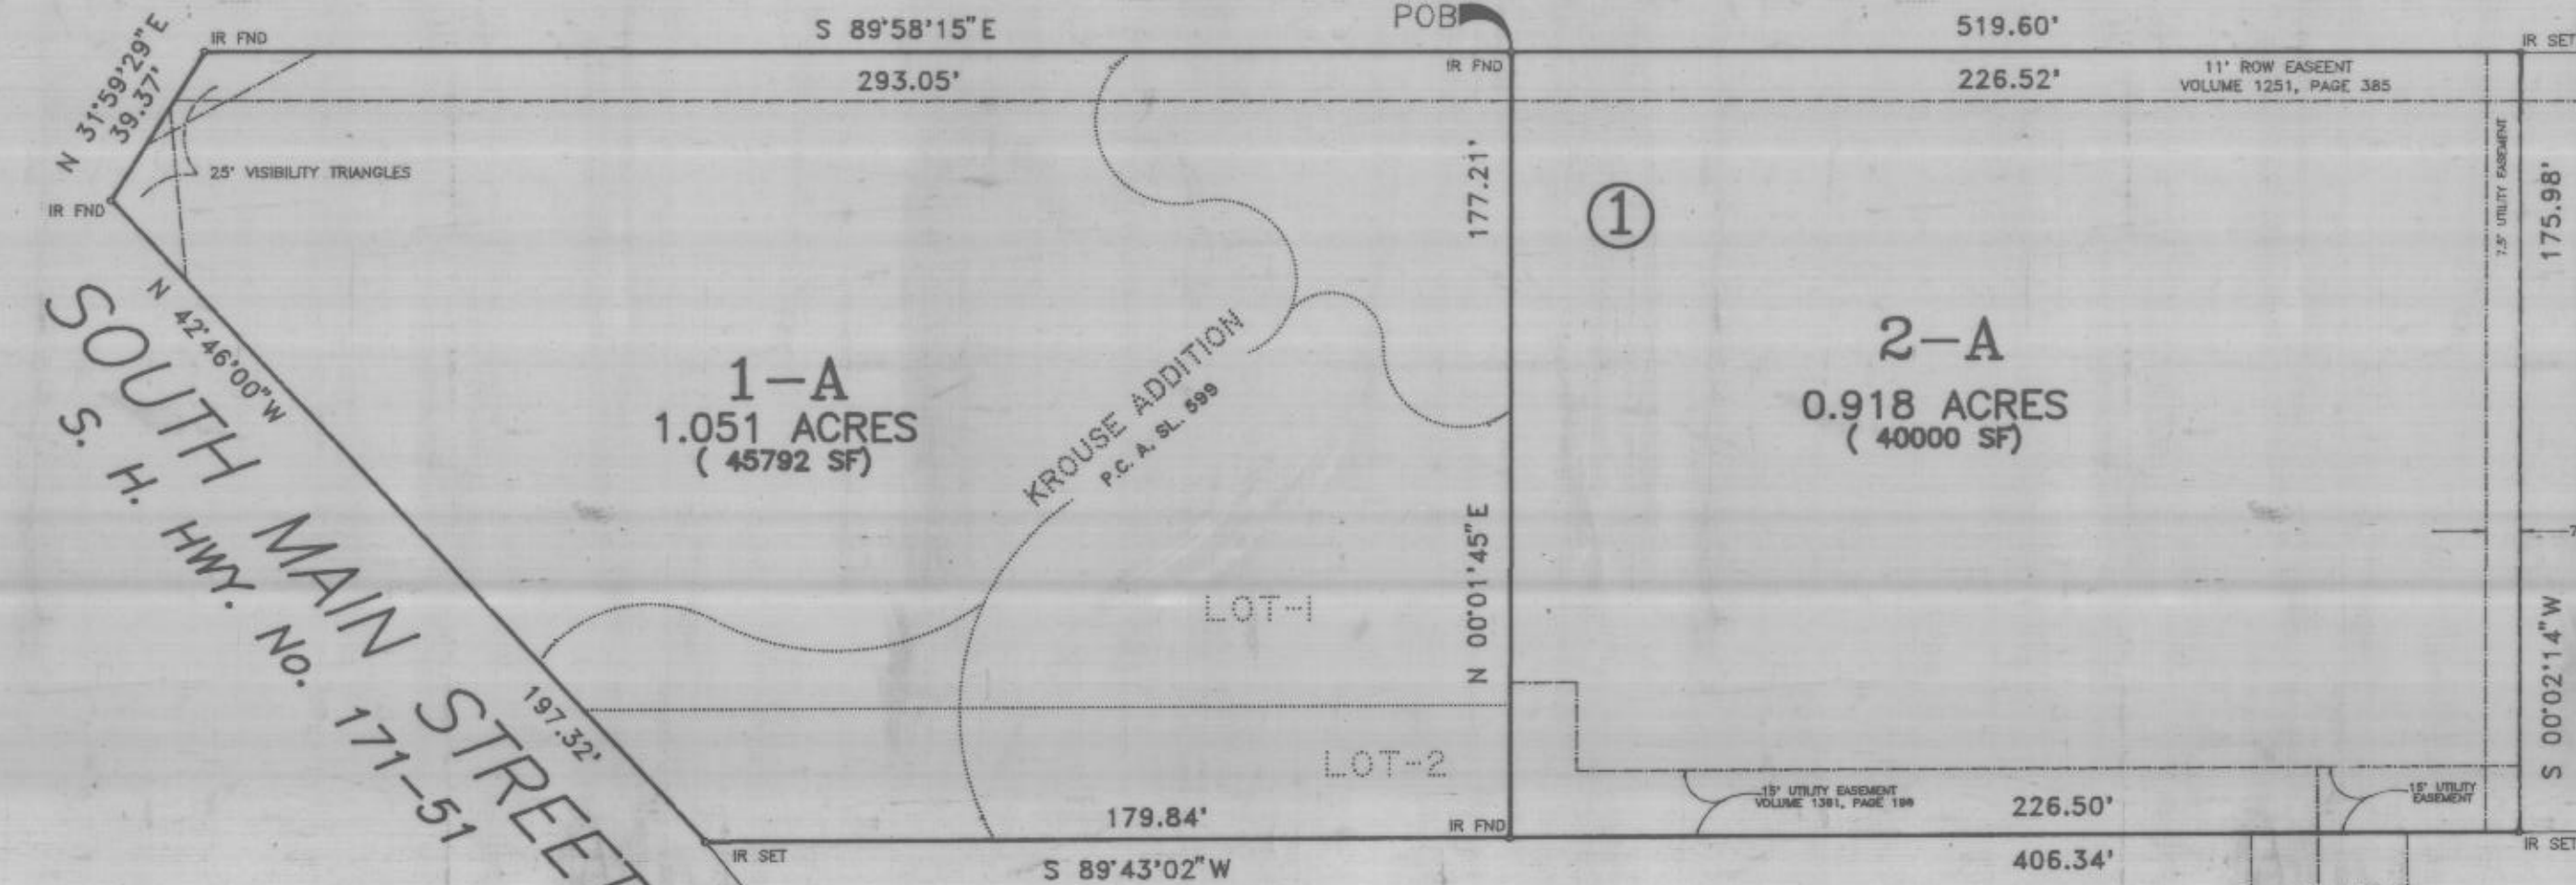 S 89°58'15"E
POB
519.60'
IR FND
IR SET
N 31°59'29"E
39.37'
293.05'
IR FND
226.52'
11' ROW EASEENT
VOLUME 1251, PAGE 385
25' VISIBILITY TRIANGLES
IR FND
177.21'
1
7.5' UTILITY EASEMENT
175.98'
N 42°46'00"W
SOUTH MAIN STREET
S. H. HWY. NO. 171-51
1-A
1.051 ACRES
( 45792 SF)
KROUSE ADDITION
P.C. A, SL. 599
2-A
0.918 ACRES
( 40000 SF)
N 00°01'45"E
LOT-1
S 00°02'14"W
197.32'
LOT-2
15' UTILITY EASEMENT
226.50'
15' UTILITY
EASEMENT
179.84'
IR FND
IR SET
IR SET
S 89°43'02"W
406.34'